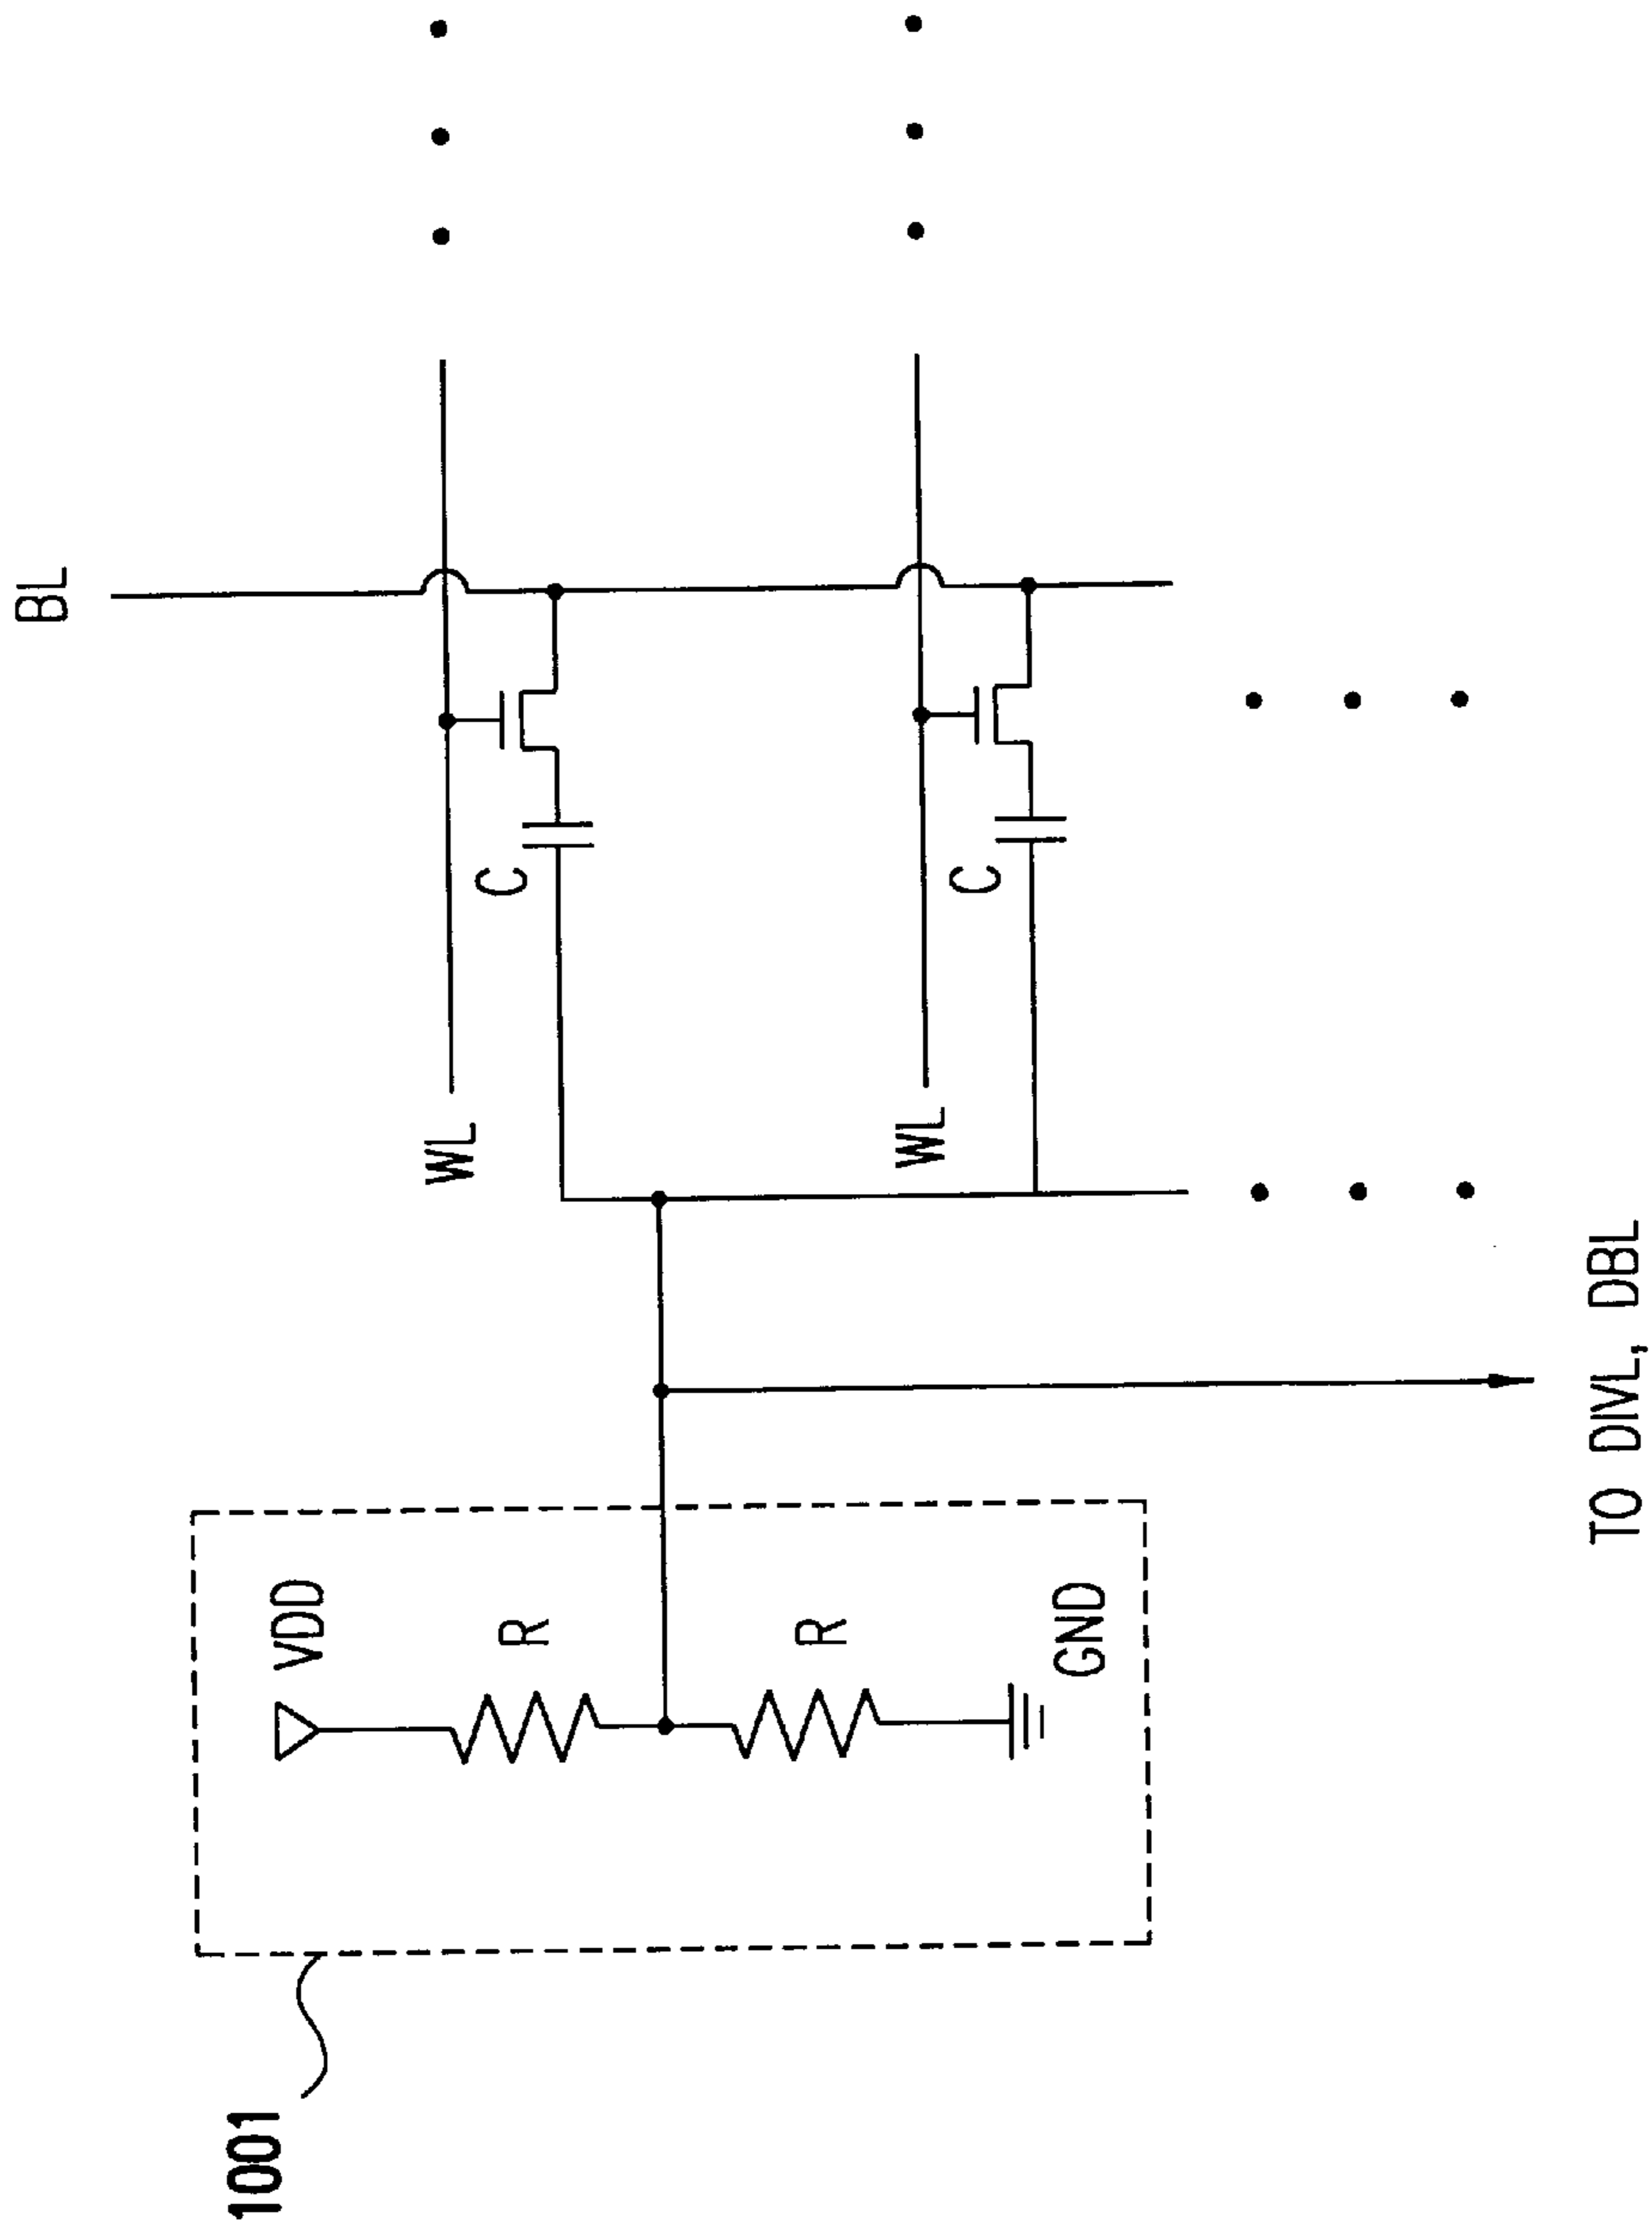 BL
1001
VDD
WL
C
R
R
WL
C
GND
TO DIVL, DBL